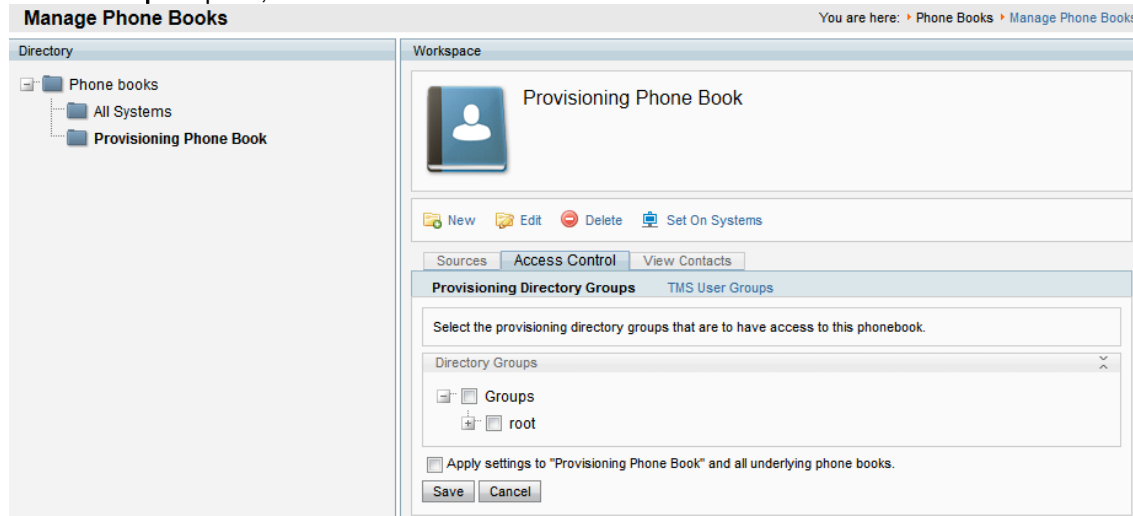 Manage Phone Books
You are here: Phone Books Manage Phone Books
Directory
Phone books
All Systems
Provisioning Phone Book
Workspace
Provisioning Phone Book
New Edit Delete Set On Systems
Sources Access Control View Contacts
Provisioning Directory Groups TMS User Groups
Select the provisioning directory groups that are to have access to this phonebook.
Directory Groups
Groups
root
Apply settings to "Provisioning Phone Book" and all underlying phone books.
Save Cancel